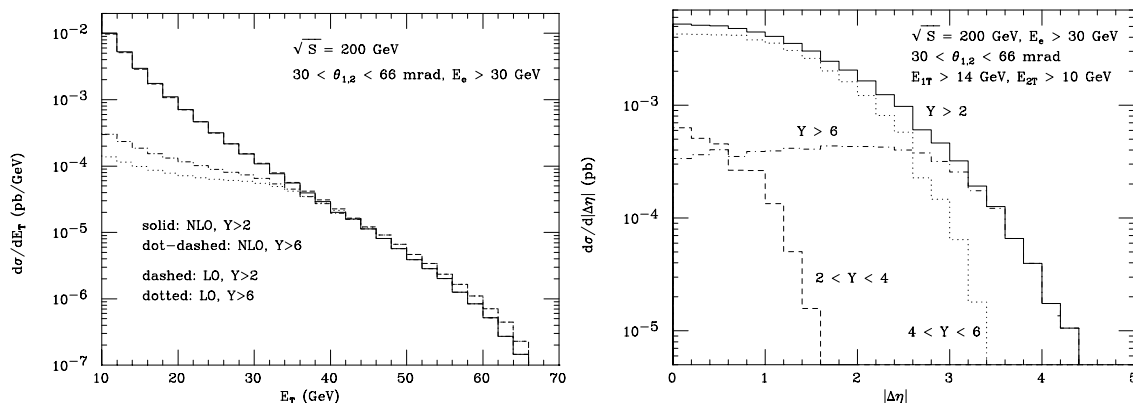 √S = 200 GeV
30 < θ1,2 < 66 mrad, Ee > 30 GeV
solid: NLO, Y>2
dot-dashed: NLO, Y>6
dashed: LO, Y>2
dotted: LO, Y>6
dσ/dET (pb/GeV)
10−2
10−3
10−4
10−5
10−6
10−7
10 20 30 40 50 60 70
ET (GeV)
√S = 200 GeV, Ee > 30 GeV
30 < θ1,2 < 66 mrad
E1T > 14 GeV, E2T > 10 GeV
Y > 2
Y > 6
2 < Y < 4
4 < Y < 6
dσ/d|Δη| (pb)
10−3
10−4
10−5
0 1 2 3 4 5
|Δη|